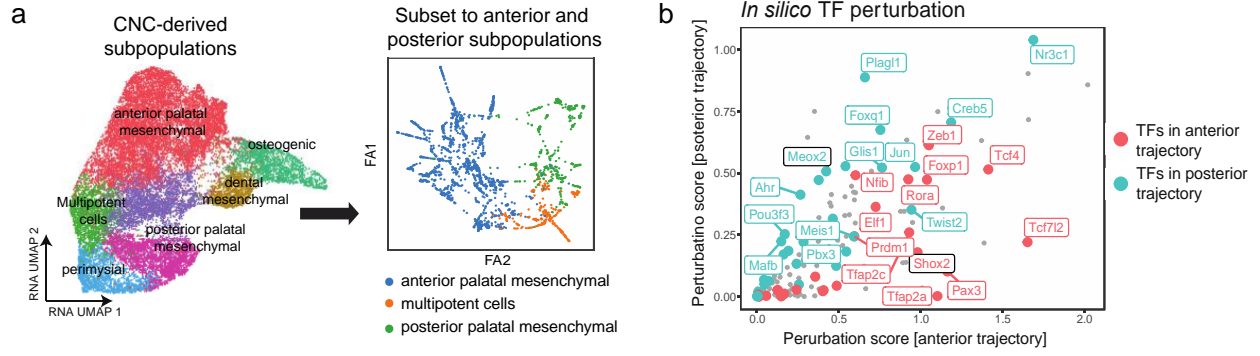 a
CNC-derived
subpopulations
anterior palatal
mesenchymal
osteogenic
dental
mesenchymal
Multipotent
cells
posterior palatal
mesenchymal
perimysial
RNA UMAP 2
RNA UMAP 1
Subset to anterior and
posterior subpopulations
FA1
FA2
anterior palatal mesenchymal
multipotent cells
posterior palatal mesenchymal
b
In silico TF perturbation
Perturbatino score [psoterior trajectory]
1.00
0.75
0.50
0.25
0.00
Nr3c1
Plagl1
Creb5
Foxq1
Zeb1
Meox2
Glis1
Jun
Foxp1
Tcf4
Ahr
Nfib
Rora
Pou3f3
Elf1
Twist2
Meis1
Tcf7l2
Prdm1
Pbx3
Shox2
Mafb
Tfap2c
Tfap2a
Pax3
0.0
0.5
1.0
1.5
2.0
Perurbation score [anterior trajectory]
TFs in anterior
trajectory
TFs in posterior
trajectory